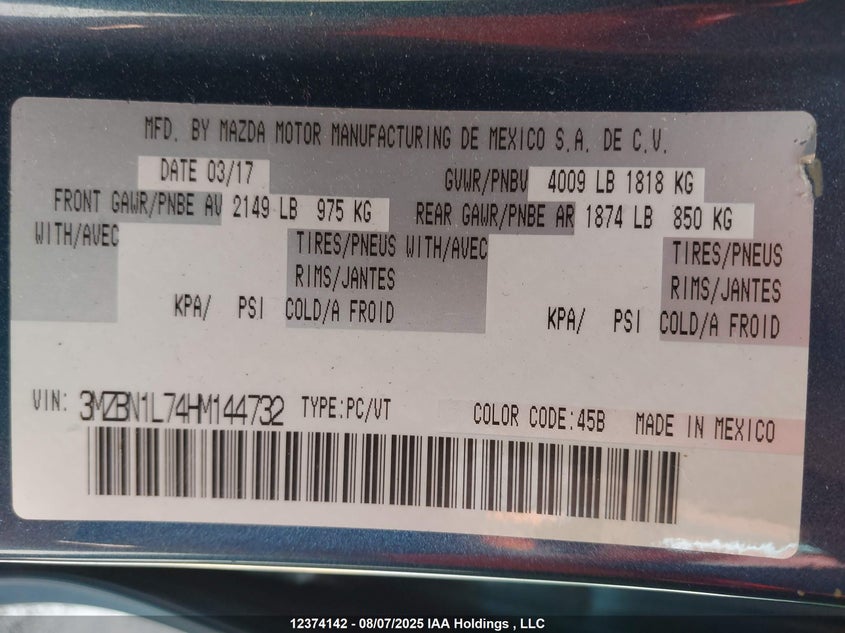 MFD. BY MAZDA MOTOR MANUFACTURING DE MEXICO S.A. DE C.V.
DATE 03/17 GVWR/PNBV 4009 LB 1818 KG
FRONT GAWR/PNBE AV 2149 LB 975 KG REAR GAWR/PNBE AR 1874 LB 850 KG
WITH/AVEC TIRES/PNEUS WITH/AVEC TIRES/PNEUS
RIMS/JANTES RIMS/JANTES
KPA/ PSI COLD/A FROID KPA/ PSI COLD/A FROID
VIN: 3MZBN1L74HM144732 TYPE:PC/VT COLOR CODE:45B MADE IN MEXICO
12374142 - 08/07/2025 IAA Holdings , LLC